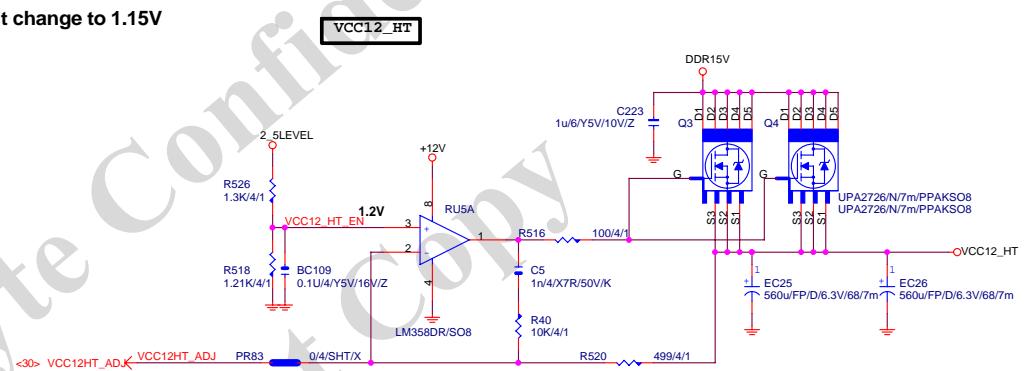 t change to 1.15V
VCC12_HT
DDR15V
C223
1u/6/Y5V/10V/Z
D1 D2 D3 D4 D5
D1 D2 D3 D4 D5
Q3
Q4
2_5LEVEL
+12V
R526
1.3K/4/1
8
RU5A
G
G
UPA2726/N/7m/PPAKSO8
UPA2726/N/7m/PPAKSO8
VCC12_HT_EN
1.2V
3
+
1
2
-
R516
100/4/1
S3 S2 S1
S3 S2 S1
VCC12_HT
R518
1.21K/4/1
BC109
0.1U/4/Y5V/16V/Z
4
C5
1n/4/X7R/50V/K
1
+
EC25
560u/FP/D/6.3V/68/7m
1
+
EC26
560u/FP/D/6.3V/68/7m
LM358DR/SO8
R40
10K/4/1
<30> VCC12HT_ADJ
VCC12HT_ADJ
PR83
0/4/SHT/X
R520
499/4/1